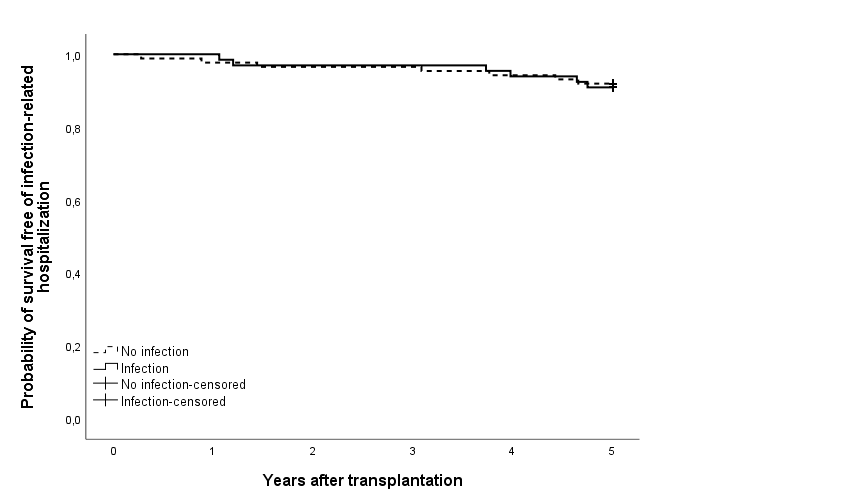 Probability of survival free of infection-related
hospitalization
1,0
0,8
0,6
0,4
0,2
0,0
No infection
Infection
No infection-censored
Infection-censored
0 1 2 3 4 5
Years after transplantation